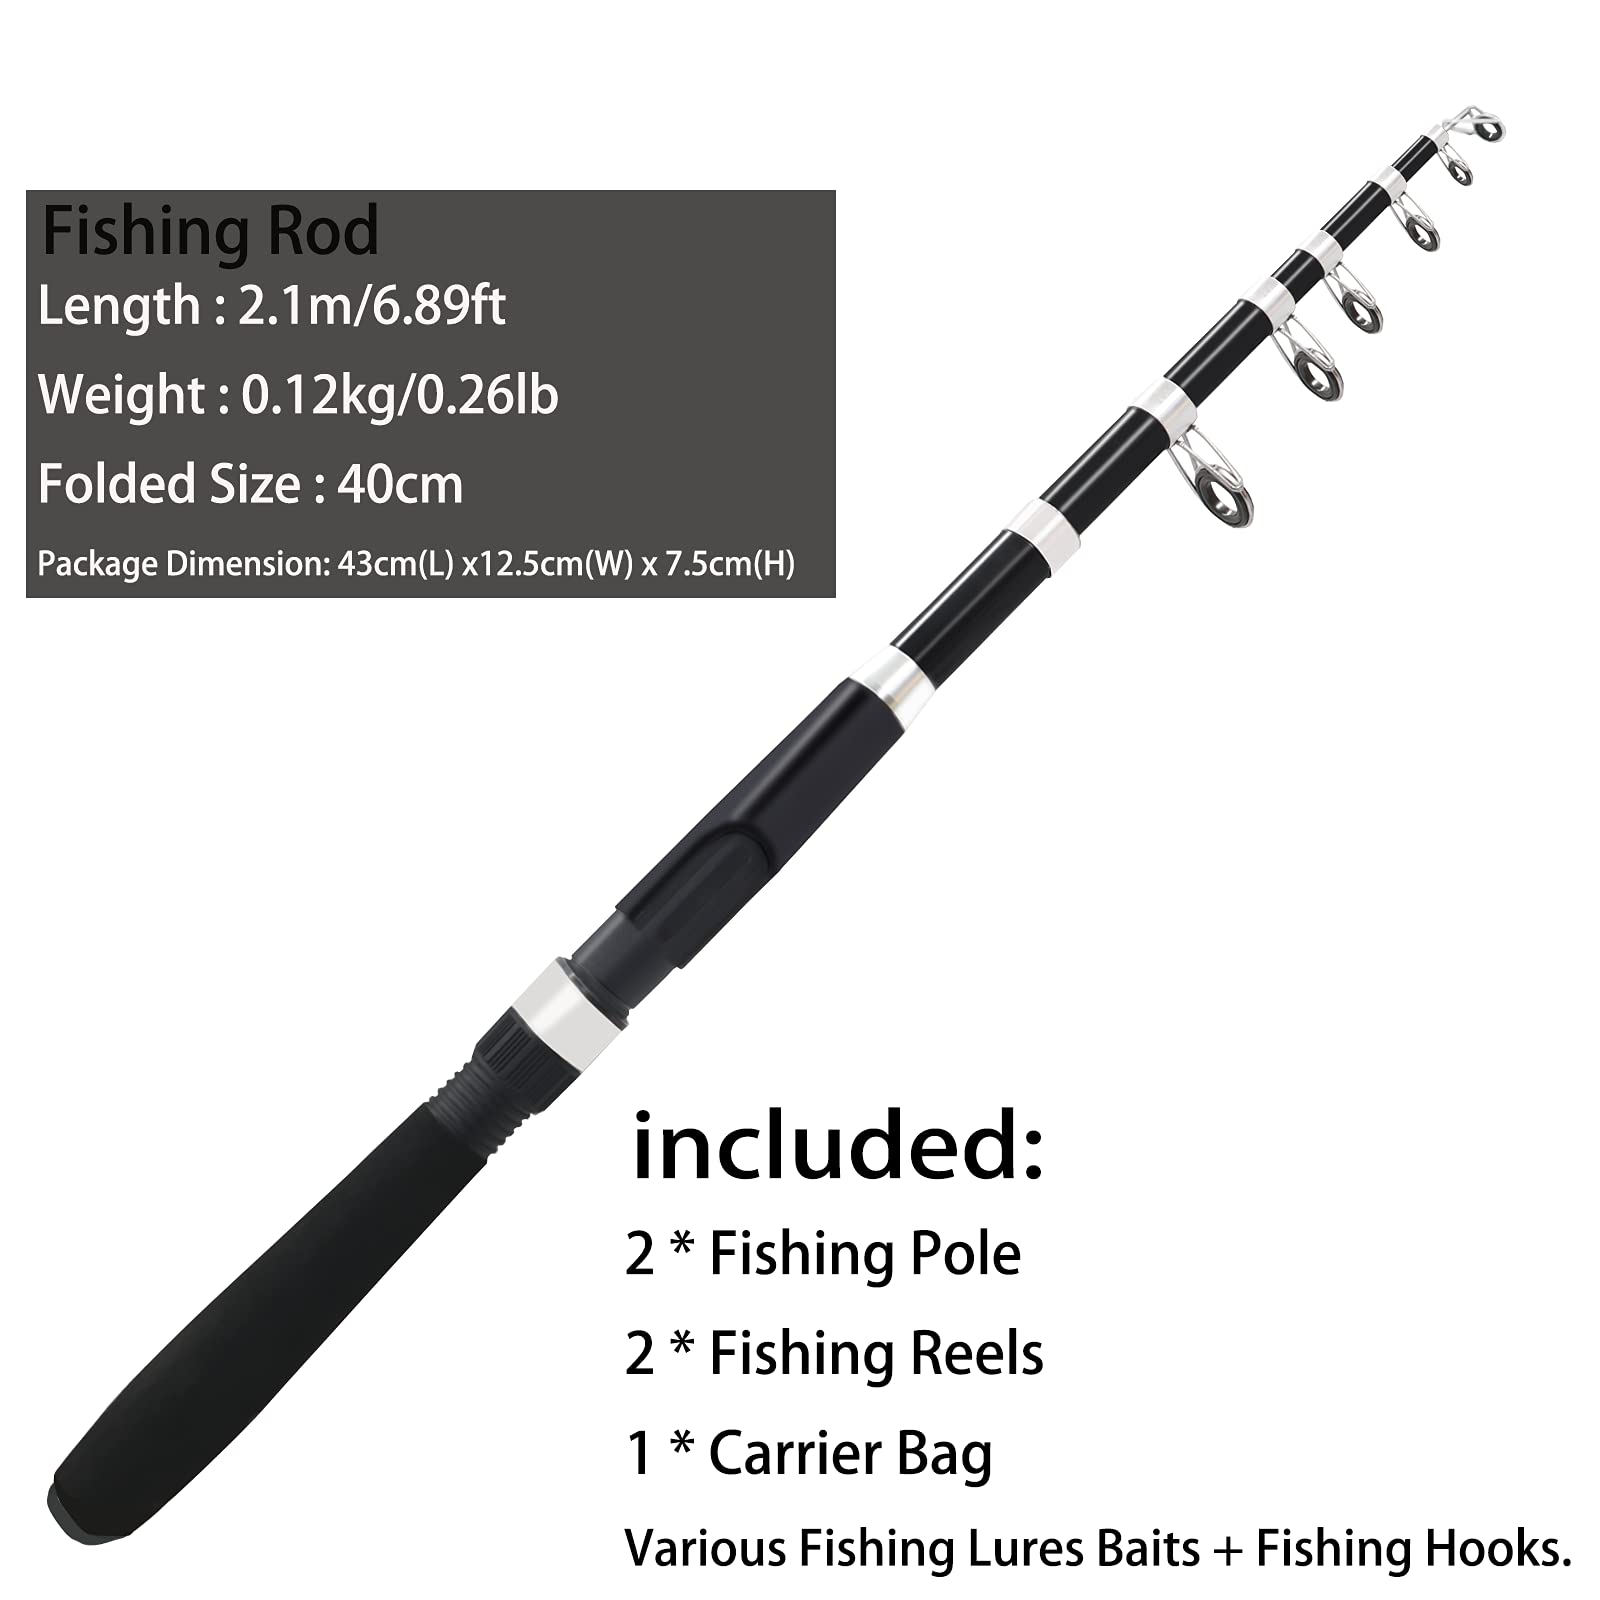 Fishing Rod
Length : 2.1m/6.89ft
Weight : 0.12kg/0.26lb
Folded Size : 40cm
Package Dimension: 43cm(L) x12.5cm(W) x 7.5cm(H)
included:
2 * Fishing Pole
2 * Fishing Reels
1 * Carrier Bag
Various Fishing Lures Baits + Fishing Hooks.